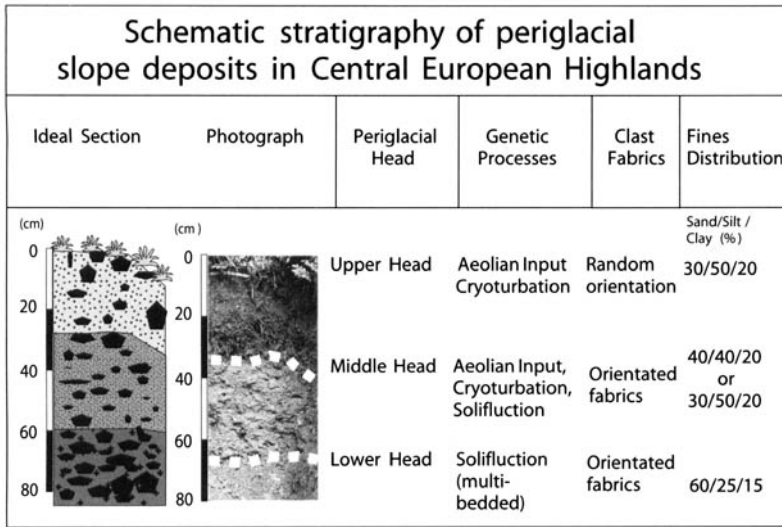 Schematic stratigraphy of periglacial
slope deposits in Central European Highlands
Ideal Section
Photograph
Periglacial
Head
Genetic
Processes
Clast
Fabrics
Fines
Distribution
(cm)
0
20
40
60
80
(cm)
0
20
40
60
80
Sand/Silt /
Clay (%)
Upper Head
Aeolian Input
Cryoturbation
Random
orientation
30/50/20
Middle Head
Aeolian Input,
Cryoturbation,
Solifluction
Orientated
fabrics
40/40/20
or
30/50/20
Lower Head
Solifluction
(multi-
bedded)
Orientated
fabrics
60/25/15